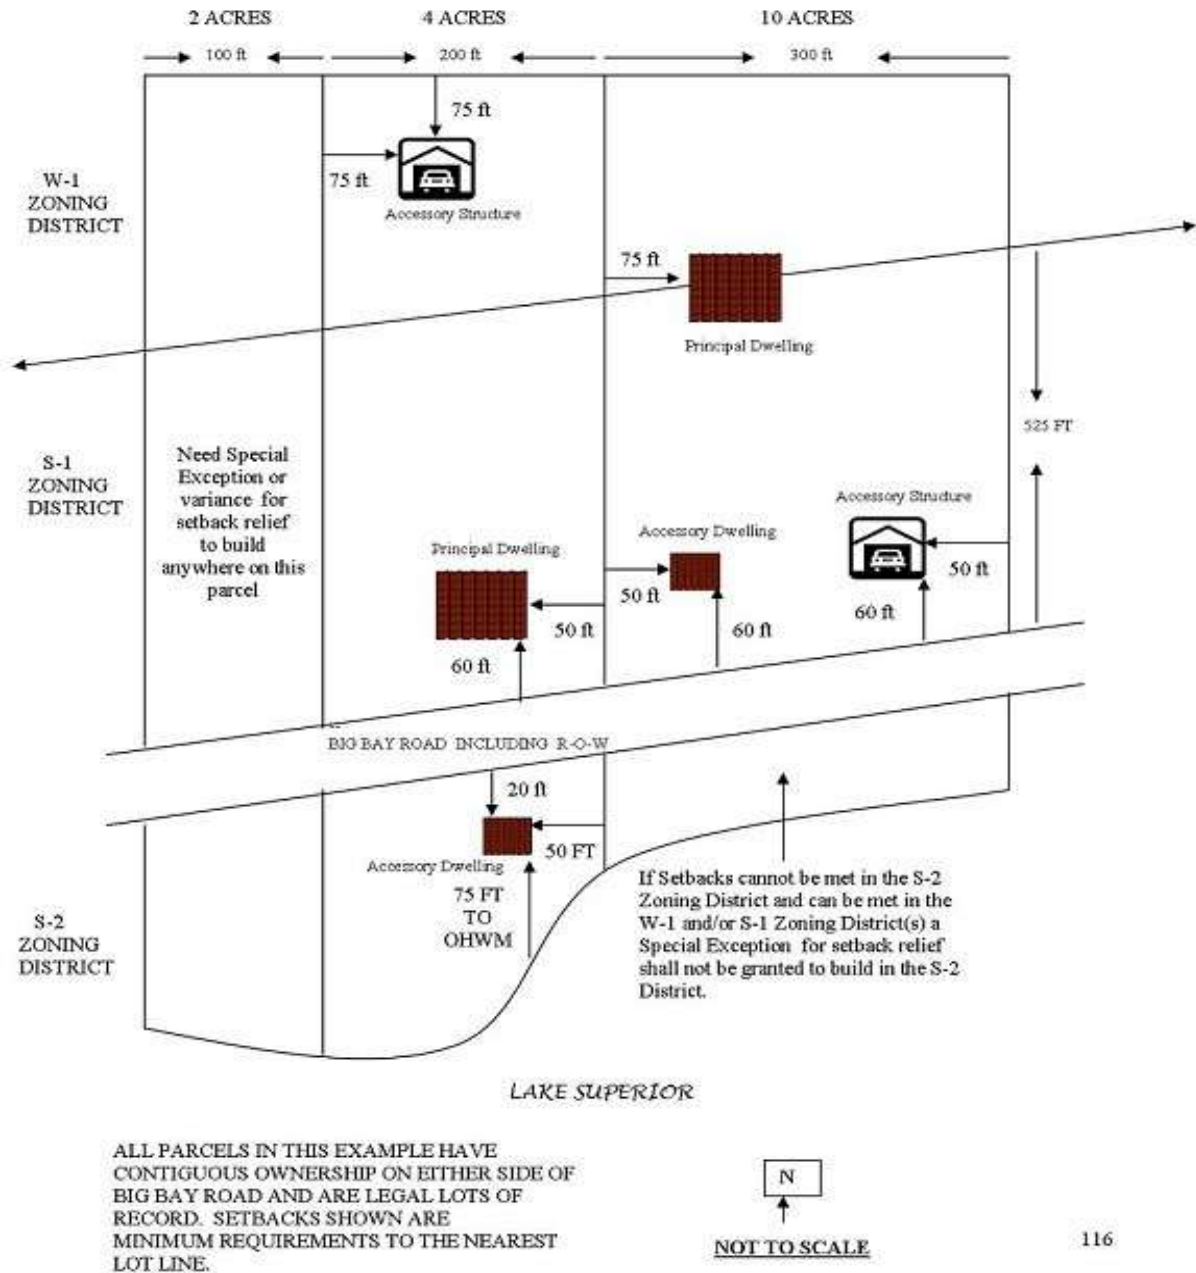 2 ACRES
4 ACRES
10 ACRES
100 ft
200 ft
300 ft
75 ft
75 ft
Accessory Structure
W-1
ZONING
DISTRICT
75 ft
Principal Dwelling
525 FT
S-1
ZONING
DISTRICT
Need Special
Exception or
variance for
setback relief
to build
anywhere on this
parcel
Principal Dwelling
50 ft
60 ft
Accessory Dwelling
50 ft
60 ft
Accessory Structure
50 ft
60 ft
BIG BAY ROAD INCLUDING R-O-W
20 ft
50 FT
Accessory Dwelling
75 FT
TO
OHWM
S-2
ZONING
DISTRICT
If Setbacks cannot be met in the S-2
Zoning District and can be met in the
W-1 and/or S-1 Zoning District(s) a
Special Exception for setback relief
shall not be granted to build in the S-2
District.
LAKE SUPERIOR
ALL PARCELS IN THIS EXAMPLE HAVE
CONTIGUOUS OWNERSHIP ON EITHER SIDE OF
BIG BAY ROAD AND ARE LEGAL LOTS OF
RECORD. SETBACKS SHOWN ARE
MINIMUM REQUIREMENTS TO THE NEAREST
LOT LINE.
N
NOT TO SCALE
116